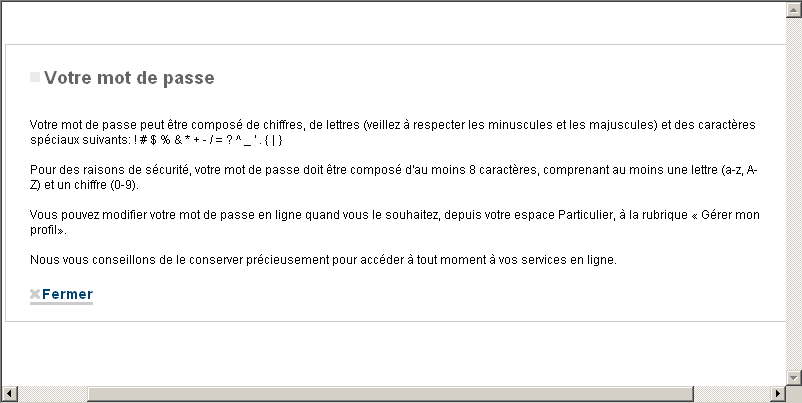 Votre mot de passe
Votre mot de passe peut être composé de chiffres, de lettres (veillez à respecter les minuscules et les majuscules) et des caractères
spéciaux suivants: ! # $ % & * + - / = ? ^ _ ' . { | }
Pour des raisons de sécurité, votre mot de passe doit être composé d'au moins 8 caractères, comprenant au moins une lettre (a-z, A-
Z) et un chiffre (0-9).
Vous pouvez modifier votre mot de passe en ligne quand vous le souhaitez, depuis votre espace Particulier, à la rubrique « Gérer mon
profil».
Nous vous conseillons de le conserver précieusement pour accéder à tout moment à vos services en ligne.
Fermer